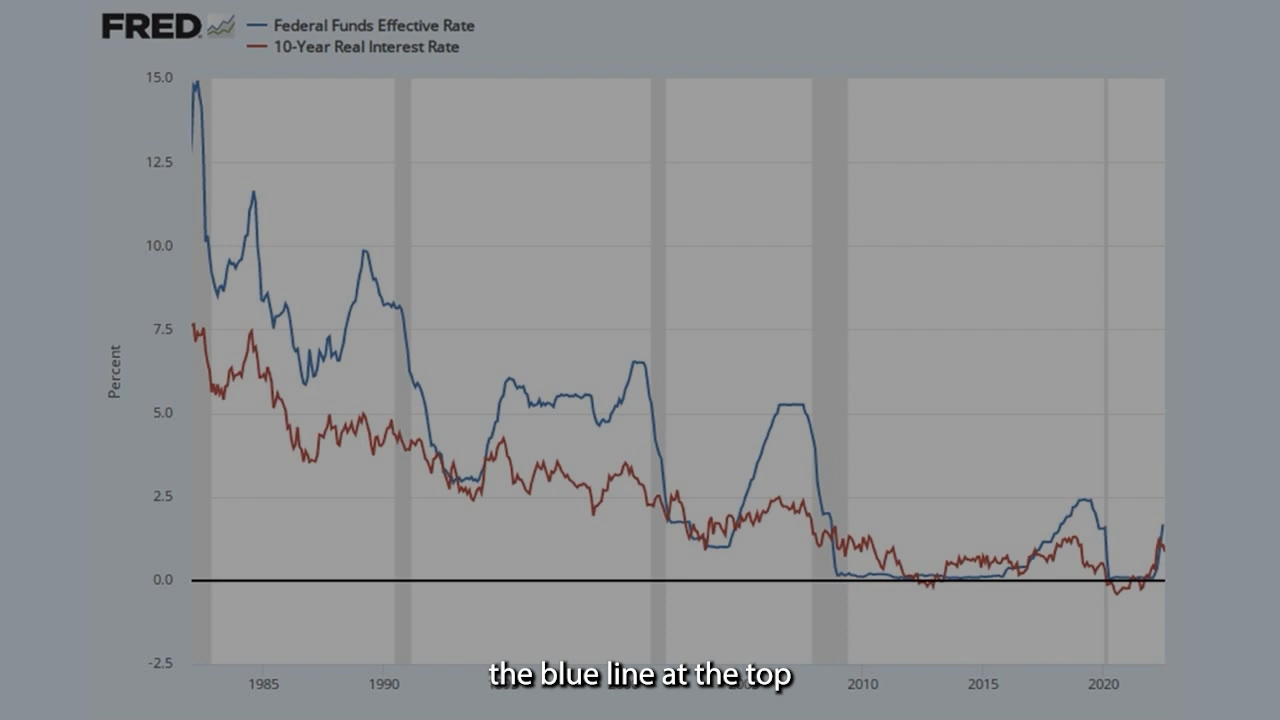 FRED
Federal Funds Effective Rate
10-Year Real Interest Rate
15.0
12.5
10.0
7.5
5.0
2.5
0.0
-2.5
Percent
1985 1990 2010 2015 2020
the blue line at the top